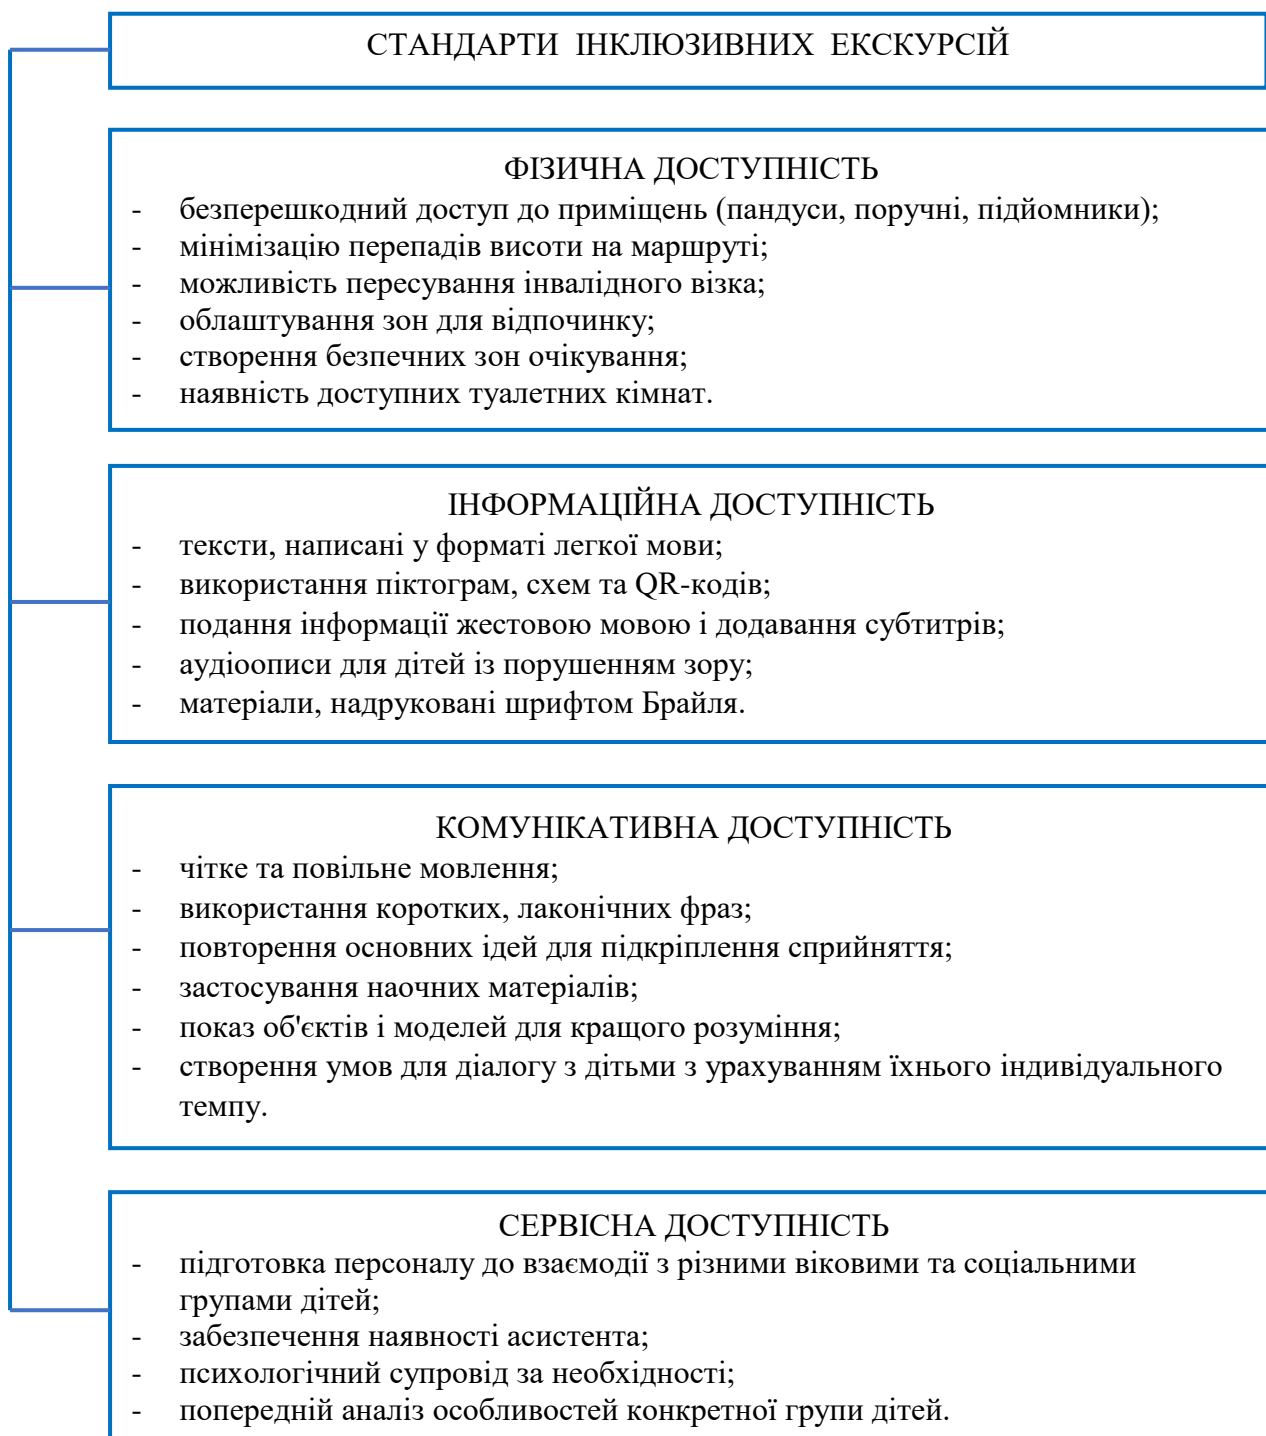 СТАНДАРТИ ІНКЛЮЗИВНИХ ЕКСКУРСІЙ
ФІЗИЧНА ДОСТУПНІСТЬ
- безперешкодний доступ до приміщень (пандуси, поручні, підйомники);
- мінімізацію перепадів висоти на маршруті;
- можливість пересування інвалідного візка;
- облаштування зон для відпочинку;
- створення безпечних зон очікування;
- наявність доступних туалетних кімнат.
ІНФОРМАЦІЙНА ДОСТУПНІСТЬ
- тексти, написані у форматі легкої мови;
- використання піктограм, схем та QR-кодів;
- подання інформації жестовою мовою і додавання субтитрів;
- аудіоописи для дітей із порушенням зору;
- матеріали, надруковані шрифтом Брайля.
КОМУНІКАТИВНА ДОСТУПНІСТЬ
- чітке та повільне мовлення;
- використання коротких, лаконічних фраз;
- повторення основних ідей для підкріплення сприйняття;
- застосування наочних матеріалів;
- показ об'єктів і моделей для кращого розуміння;
- створення умов для діалогу з дітьми з урахуванням їхнього індивідуального
темпу.
СЕРВІСНА ДОСТУПНІСТЬ
- підготовка персоналу до взаємодії з різними віковими та соціальними
групами дітей;
- забезпечення наявності асистента;
- психологічний супровід за необхідності;
- попередній аналіз особливостей конкретної групи дітей.